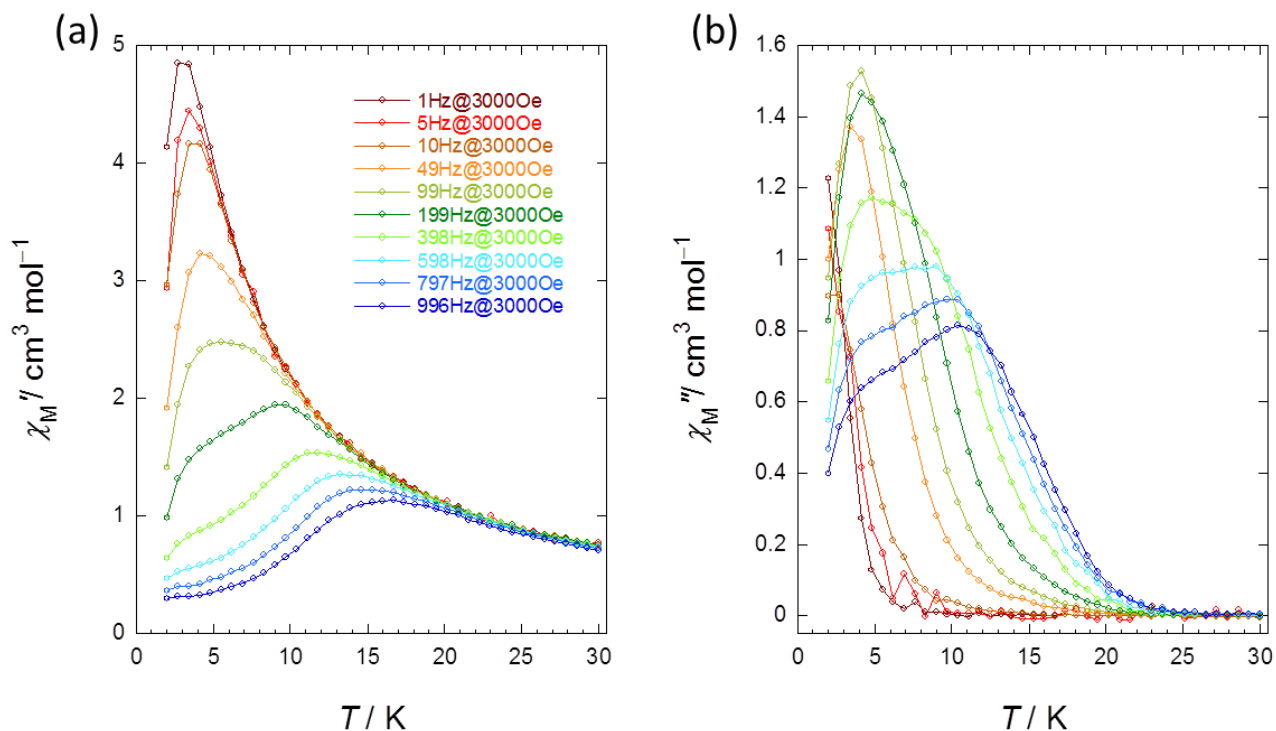 (a)
5
4
3
2
1
0
0 5 10 15 20 25 30
χM′/ cm³ mol⁻¹
T / K
1Hz@3000Oe
5Hz@3000Oe
10Hz@3000Oe
49Hz@3000Oe
99Hz@3000Oe
199Hz@3000Oe
398Hz@3000Oe
598Hz@3000Oe
797Hz@3000Oe
996Hz@3000Oe
(b)
1.6
1.4
1.2
1
0.8
0.6
0.4
0.2
0
0 5 10 15 20 25 30
χM″/ cm³ mol⁻¹
T / K